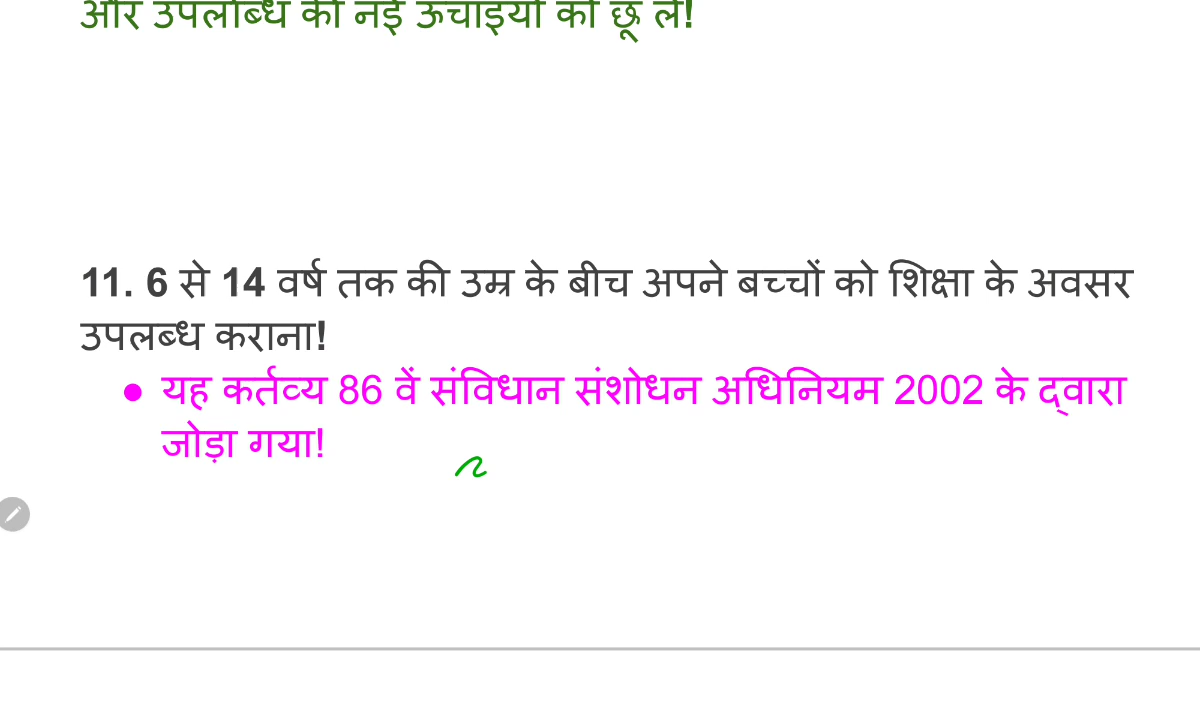 और उपलब्धि की नई ऊंचाइयों को छू ले!
11. 6 से 14 वर्ष तक की उम्र के बीच अपने बच्चों को शिक्षा के अवसर
उपलब्ध कराना!
● यह कर्तव्य 86 वें संविधान संशोधन अधिनियम 2002 के द्वारा
जोड़ा गया!